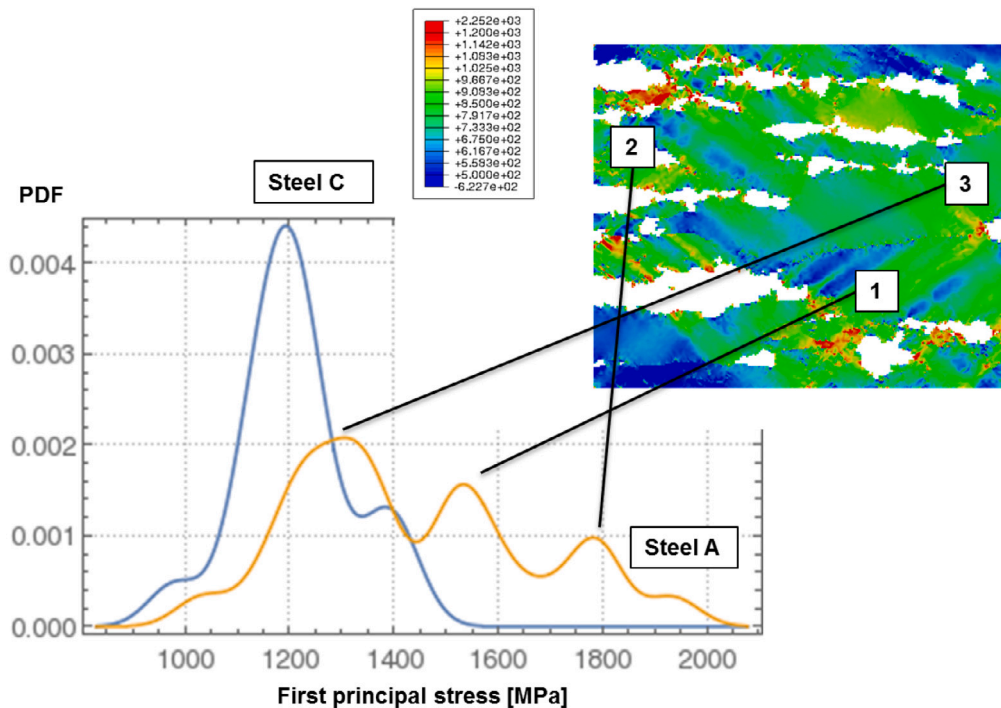 +2.252e+03
+1.200e+03
+1.142e+03
+1.083e+03
+1.025e+03
+9.667e+02
+9.083e+02
+8.500e+02
+7.917e+02
+7.333e+02
+6.750e+02
+6.167e+02
+5.583e+02
+5.000e+02
-6.227e+02
2
3
1
Steel C
PDF
0.004
0.003
0.002
0.001
0.000
Steel A
1000 1200 1400 1600 1800 2000
First principal stress [MPa]